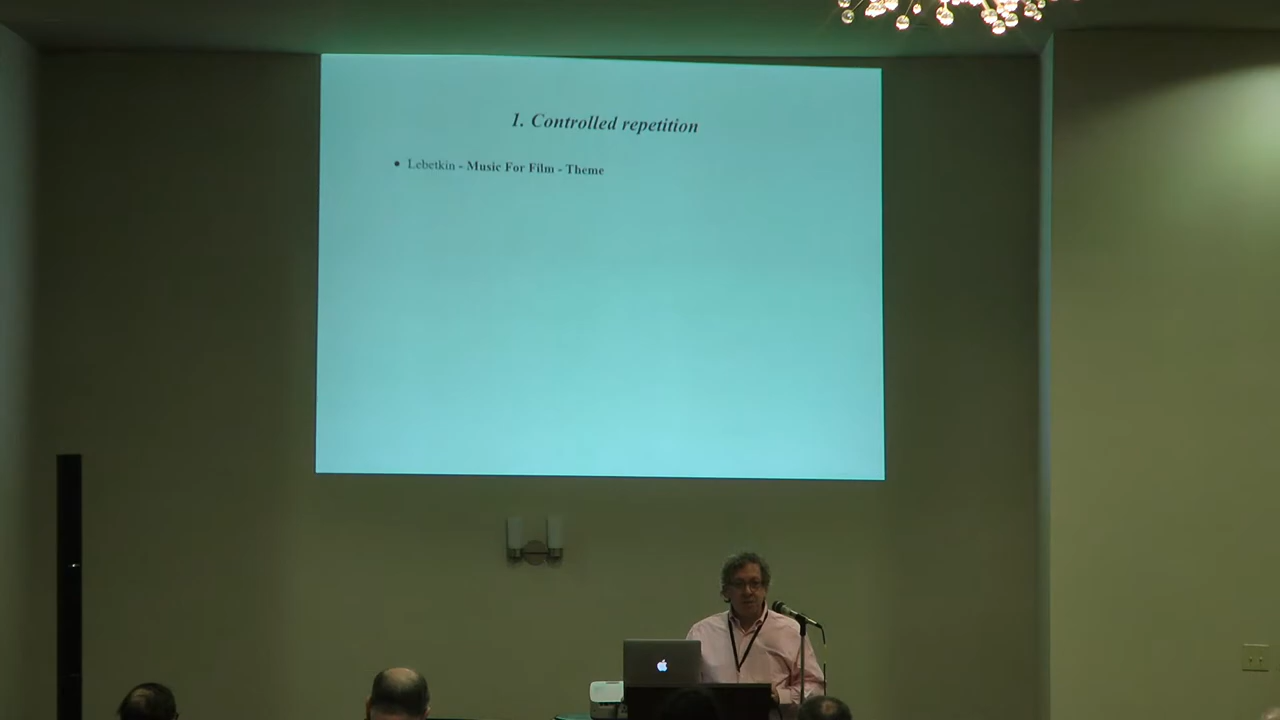 1. Controlled repetition
• Lebetkin - Music For Film - Theme